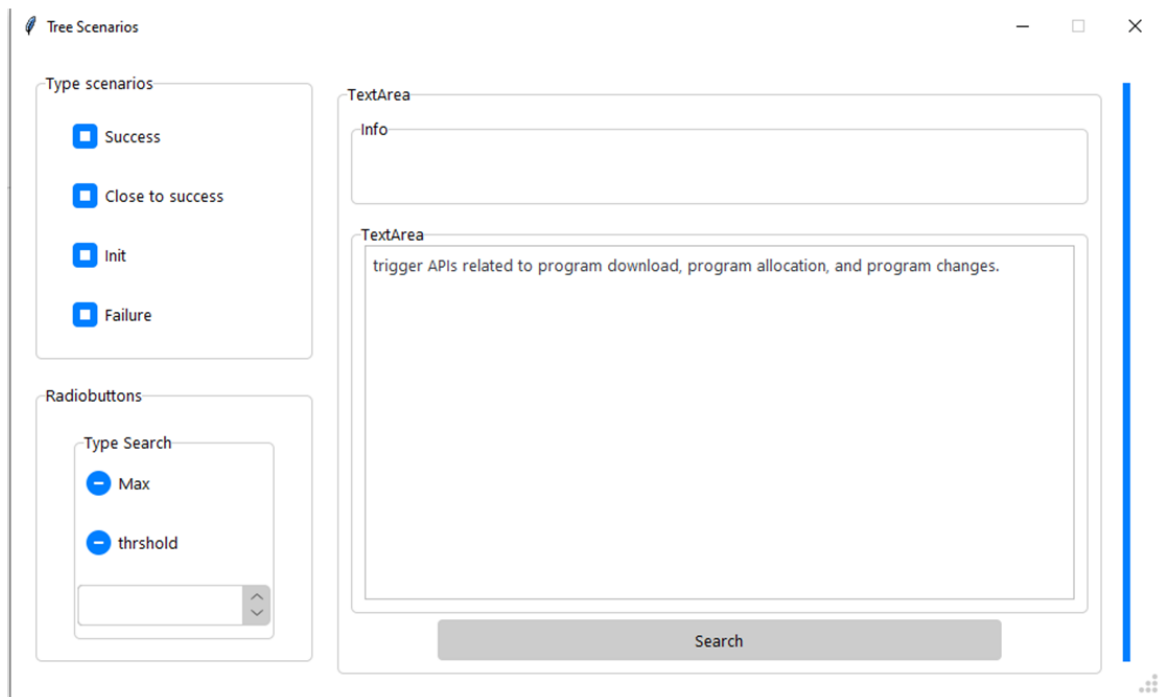 Tree Scenarios
Type scenarios
Success
Close to success
Init
Failure
Radiobuttons
Type Search
Max
thrshold
TextArea
Info
TextArea
trigger APIs related to program download, program allocation, and program changes.
Search